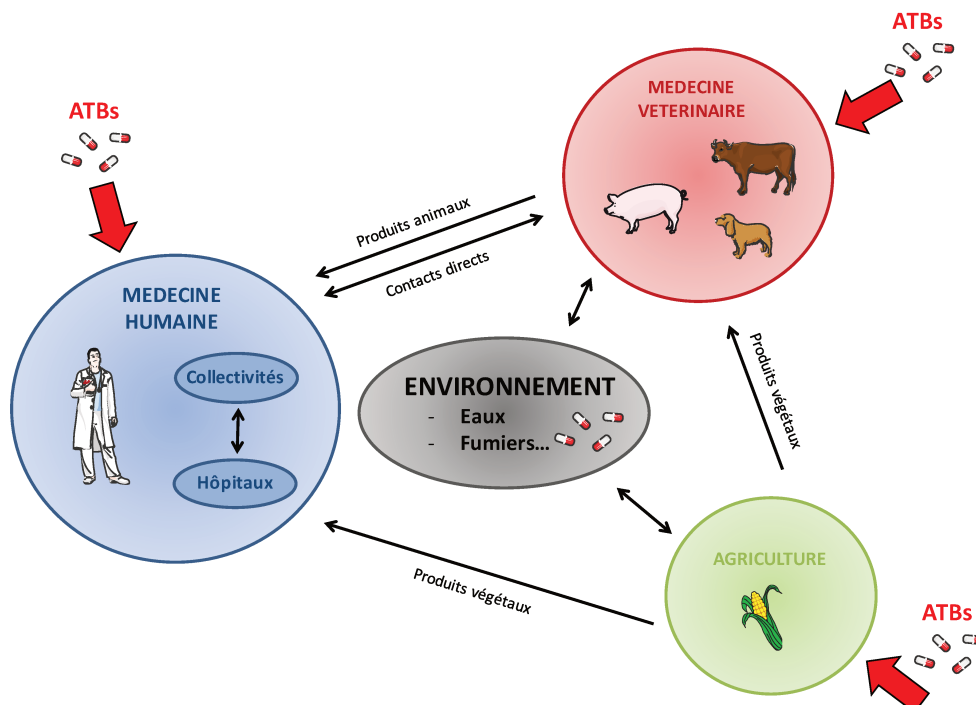 ATBs
MEDECINE
VETERINAIRE
ATBs
Produits animaux
Contacts directs
MEDECINE
HUMAINE
Collectivités
Hôpitaux
ENVIRONNEMENT
- Eaux
- Fumiers...
Produits végétaux
AGRICULTURE
Produits végétaux
ATBs